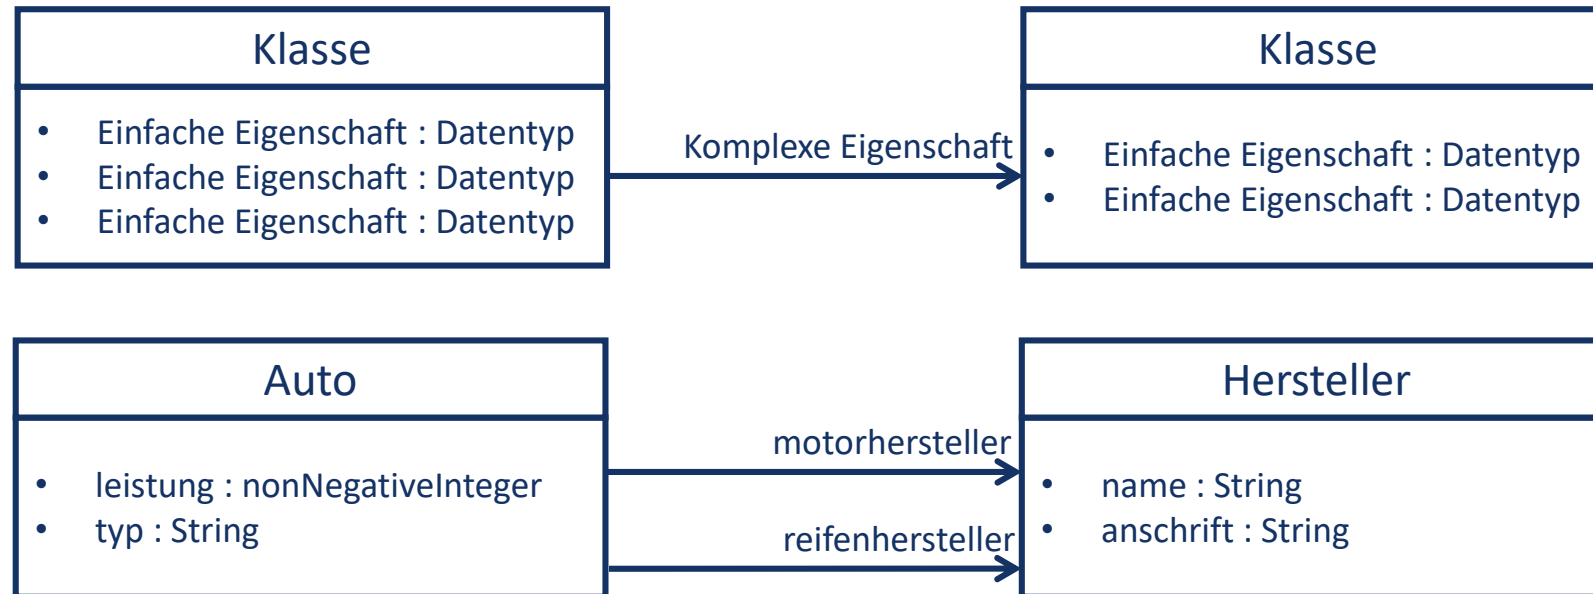 Klasse
• Einfache Eigenschaft : Datentyp
• Einfache Eigenschaft : Datentyp
• Einfache Eigenschaft : Datentyp
Komplexe Eigenschaft
Klasse
• Einfache Eigenschaft : Datentyp
• Einfache Eigenschaft : Datentyp
Auto
• leistung : nonNegativeInteger
• typ : String
motorhersteller
reifenhersteller
Hersteller
• name : String
• anschrift : String